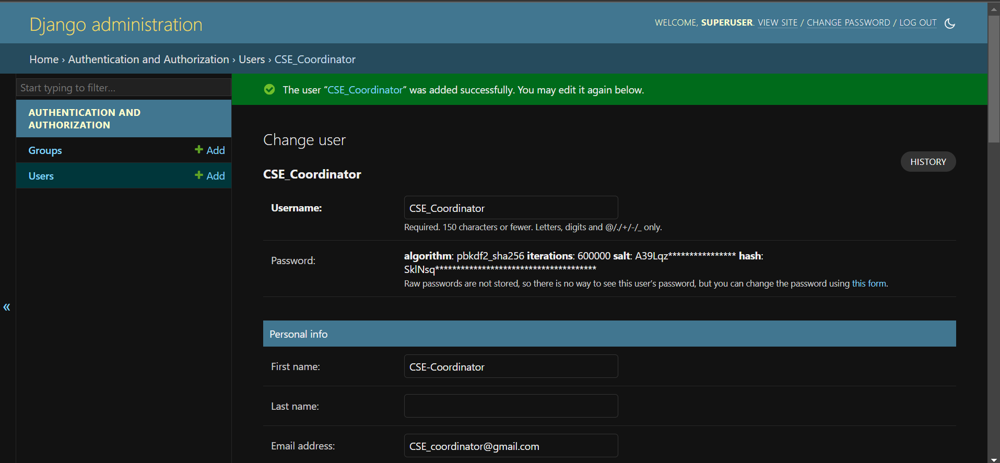 Django administration
WELCOME, SUPERUSER. VIEW SITE / CHANGE PASSWORD / LOG OUT
Home › Authentication and Authorization › Users › CSE_Coordinator
Start typing to filter...
AUTHENTICATION AND
AUTHORIZATION
Groups + Add
Users + Add
«
The user “CSE_Coordinator” was added successfully. You may edit it again below.
Change user
HISTORY
CSE_Coordinator
Username: CSE_Coordinator
Required. 150 characters or fewer. Letters, digits and @/./+/-/_ only.
Password: algorithm: pbkdf2_sha256 iterations: 600000 salt: A39Lqz**************** hash:
SklNsq**************************************
Raw passwords are not stored, so there is no way to see this user’s password, but you can change the password using this form.
Personal info
First name: CSE-Coordinator
Last name:
Email address: CSE_coordinator@gmail.com